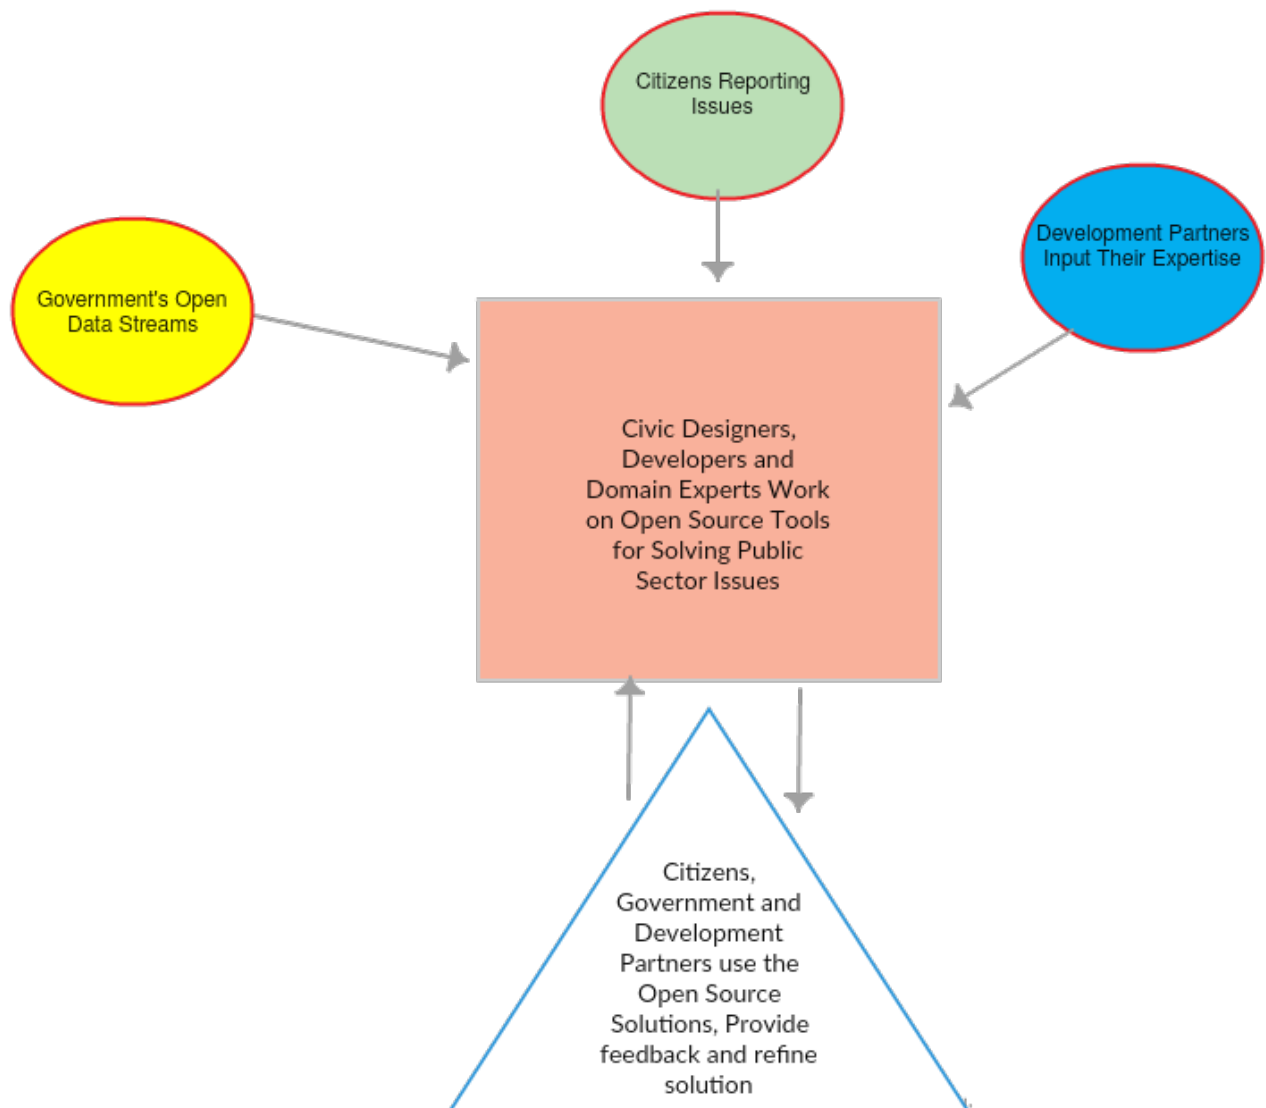 Citizens Reporting
Issues
Development Partners
Input Their Expertise
Government's Open
Data Streams
Civic Designers,
Developers and
Domain Experts Work
on Open Source Tools
for Solving Public
Sector Issues
Citizens,
Government and
Development
Partners use the
Open Source
Solutions, Provide
feedback and refine
solution